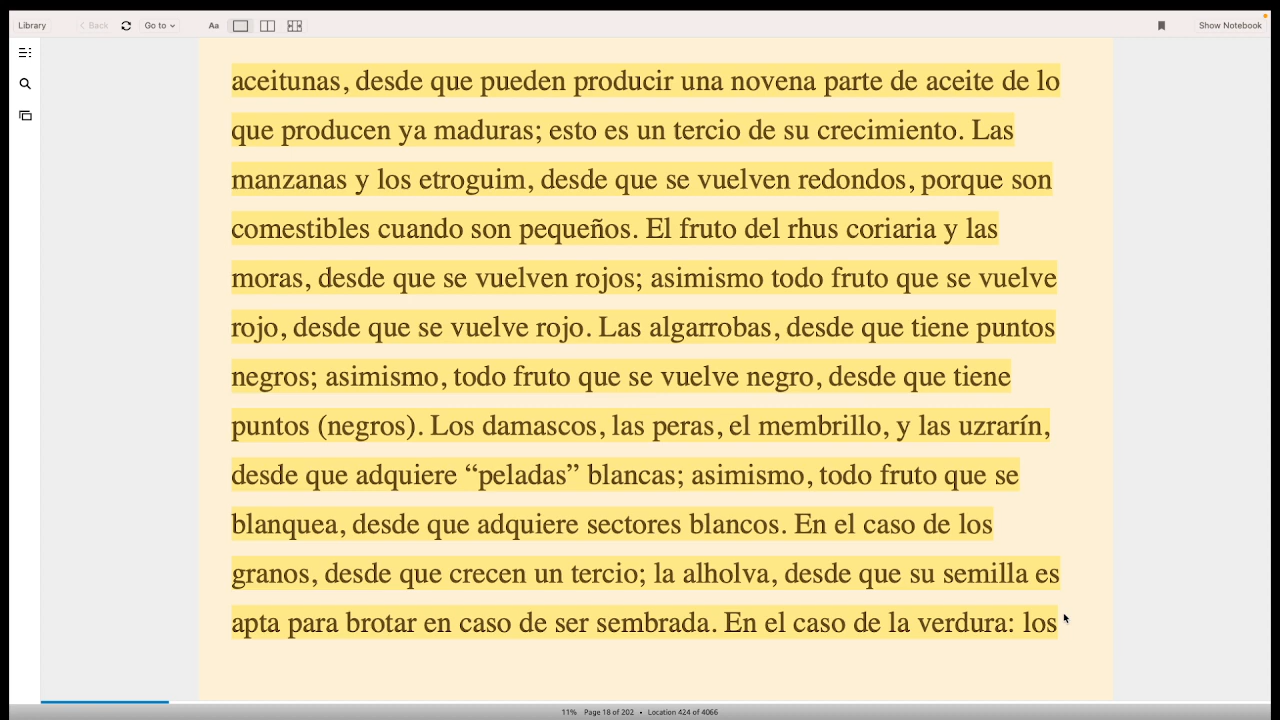 Library
Back
Go to
Aa
Show Notebook
aceitunas, desde que pueden producir una novena parte de aceite de lo
que producen ya maduras; esto es un tercio de su crecimiento. Las
manzanas y los etroguim, desde que se vuelven redondos, porque son
comestibles cuando son pequeños. El fruto del rhus coriaria y las
moras, desde que se vuelven rojos; asimismo todo fruto que se vuelve
rojo, desde que se vuelve rojo. Las algarrobas, desde que tiene puntos
negros; asimismo, todo fruto que se vuelve negro, desde que tiene
puntos (negros). Los damascos, las peras, el membrillo, y las uzrarín,
desde que adquiere “peladas” blancas; asimismo, todo fruto que se
blanquea, desde que adquiere sectores blancos. En el caso de los
granos, desde que crecen un tercio; la alholva, desde que su semilla es
apta para brotar en caso de ser sembrada. En el caso de la verdura: los
11% Page 18 of 202 • Location 424 of 4066